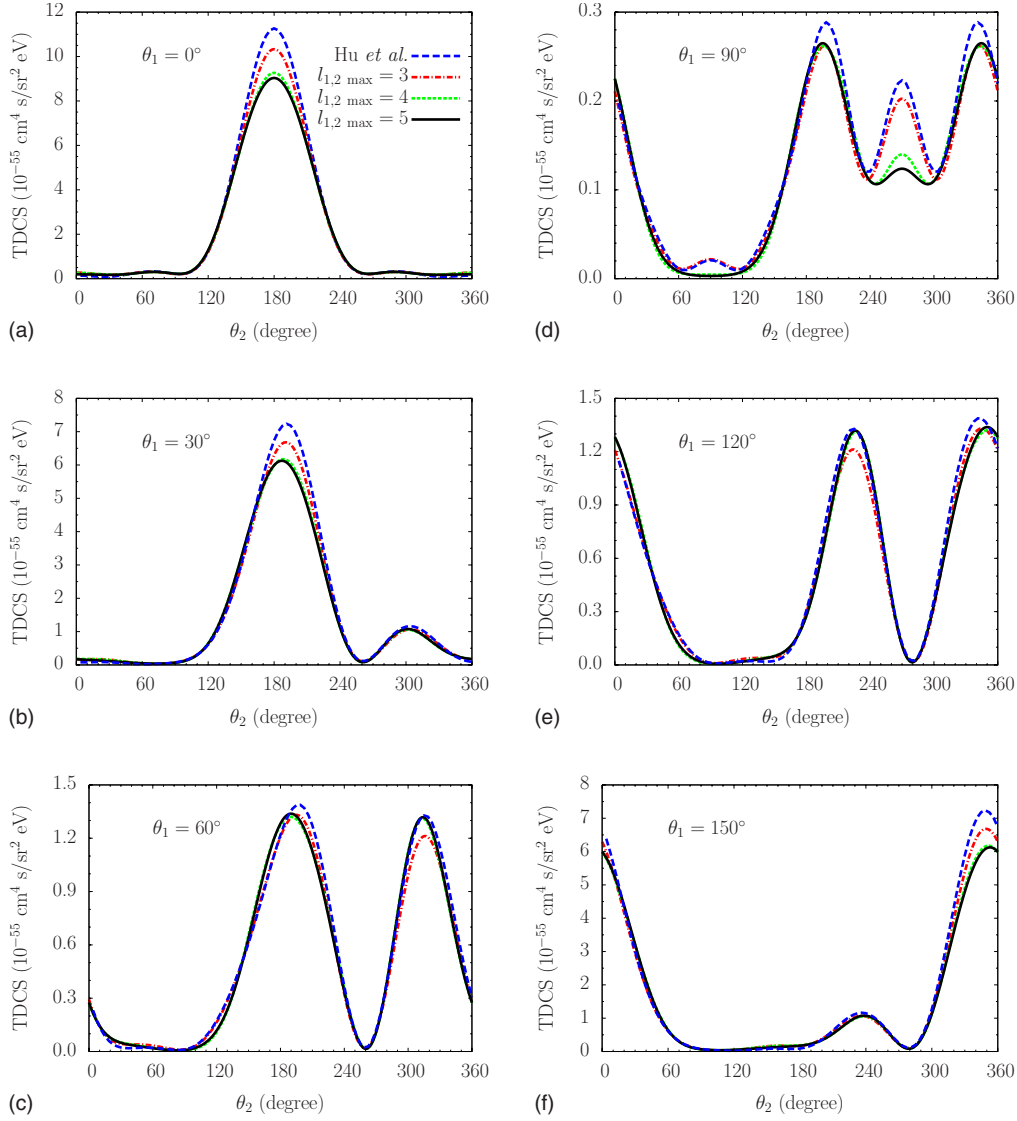 12
10
8
6
4
2
0
TDCS (10⁻⁵⁵ cm⁴ s/sr² eV)
θ₁ = 0°
Hu et al.
l₁,₂ max = 3
l₁,₂ max = 4
l₁,₂ max = 5
0 60 120 180 240 300 360
(a)
θ₂ (degree)
8
7
6
5
4
3
2
1
0
TDCS (10⁻⁵⁵ cm⁴ s/sr² eV)
θ₁ = 30°
0 60 120 180 240 300 360
(b)
θ₂ (degree)
1.5
1.2
0.9
0.6
0.3
0.0
TDCS (10⁻⁵⁵ cm⁴ s/sr² eV)
θ₁ = 60°
0 60 120 180 240 300 360
(c)
θ₂ (degree)
0.3
0.2
0.1
0.0
TDCS (10⁻⁵⁵ cm⁴ s/sr² eV)
θ₁ = 90°
0 60 120 180 240 300 360
(d)
θ₂ (degree)
1.5
1.2
0.9
0.6
0.3
0.0
TDCS (10⁻⁵⁵ cm⁴ s/sr² eV)
θ₁ = 120°
0 60 120 180 240 300 360
(e)
θ₂ (degree)
8
7
6
5
4
3
2
1
0
TDCS (10⁻⁵⁵ cm⁴ s/sr² eV)
θ₁ = 150°
0 60 120 180 240 300 360
(f)
θ₂ (degree)